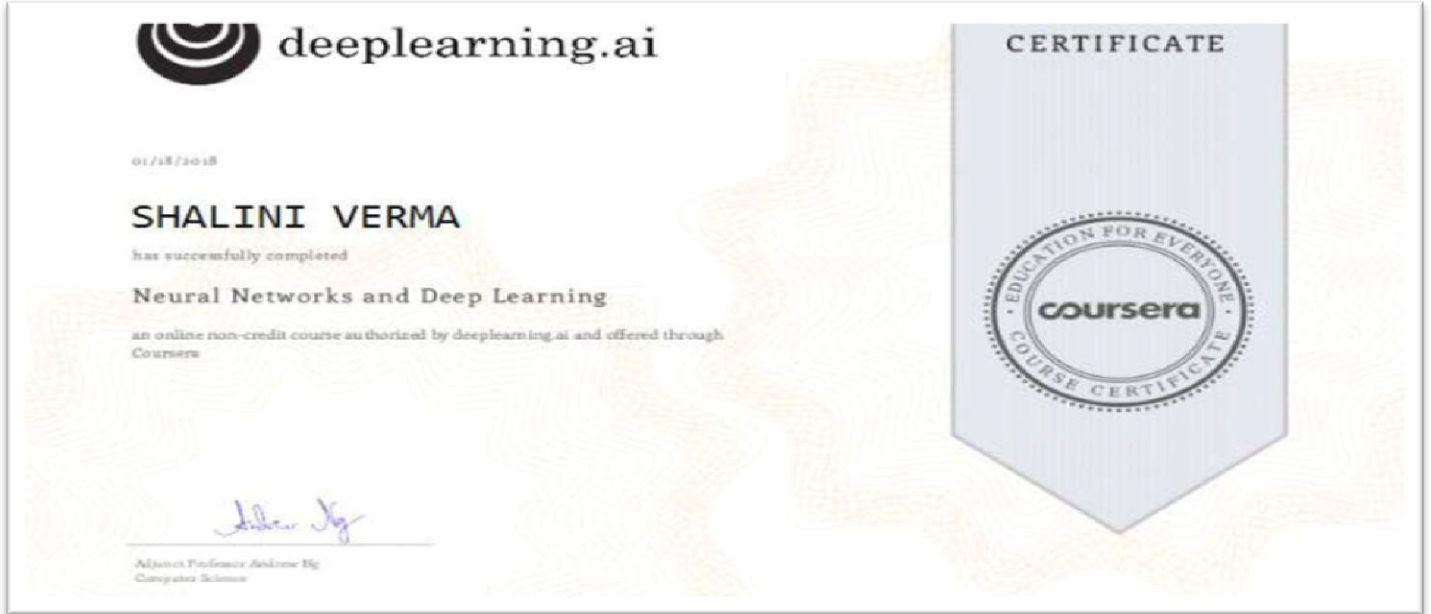 deeplearning.ai
CERTIFICATE
01/18/2018
SHALINI VERMA
has successfully completed
Neural Networks and Deep Learning
an online non-credit course authorized by deeplearning.ai and offered through
Coursera
EDUCATION FOR EVERYONE
coursera
COURSE CERTIFICATE
Andrew Ng
Adjunct Professor Andrew Ng
Computer Science